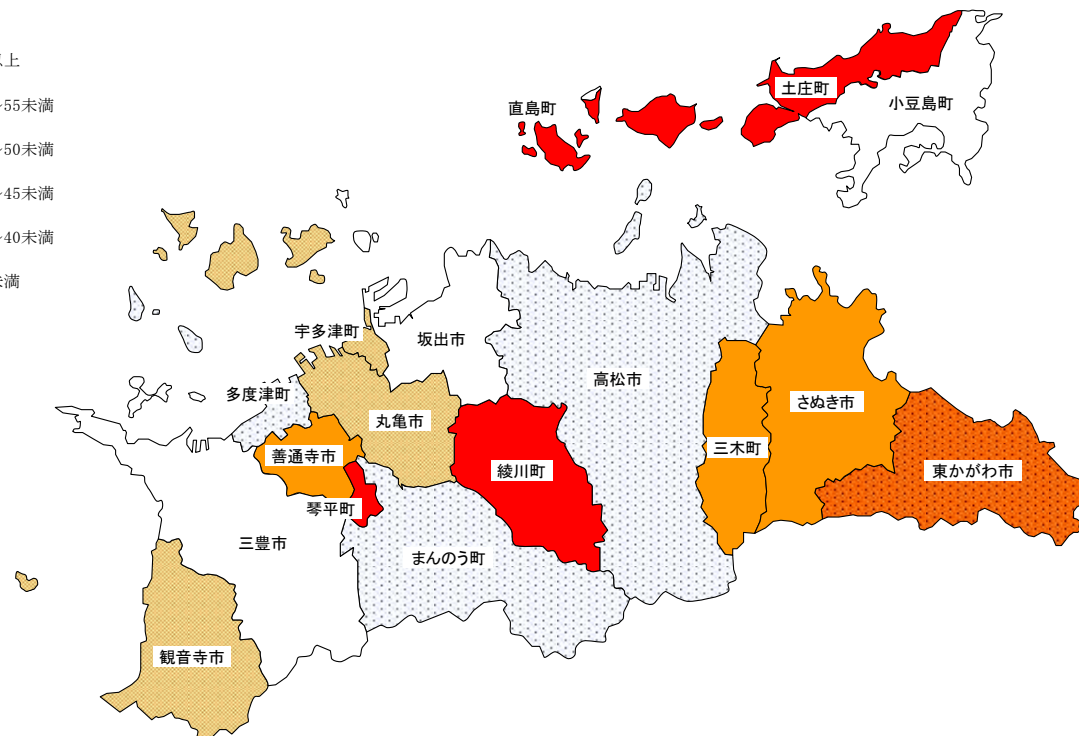 以上
~55未満
~50未満
~45未満
~40未満
未満
直島町
土庄町
小豆島町
宇多津町
坂出市
高松市
多度津町
丸亀市
さぬき市
善通寺市
三木町
綾川町
東かがわ市
琴平町
三豊市
まんのう町
観音寺市